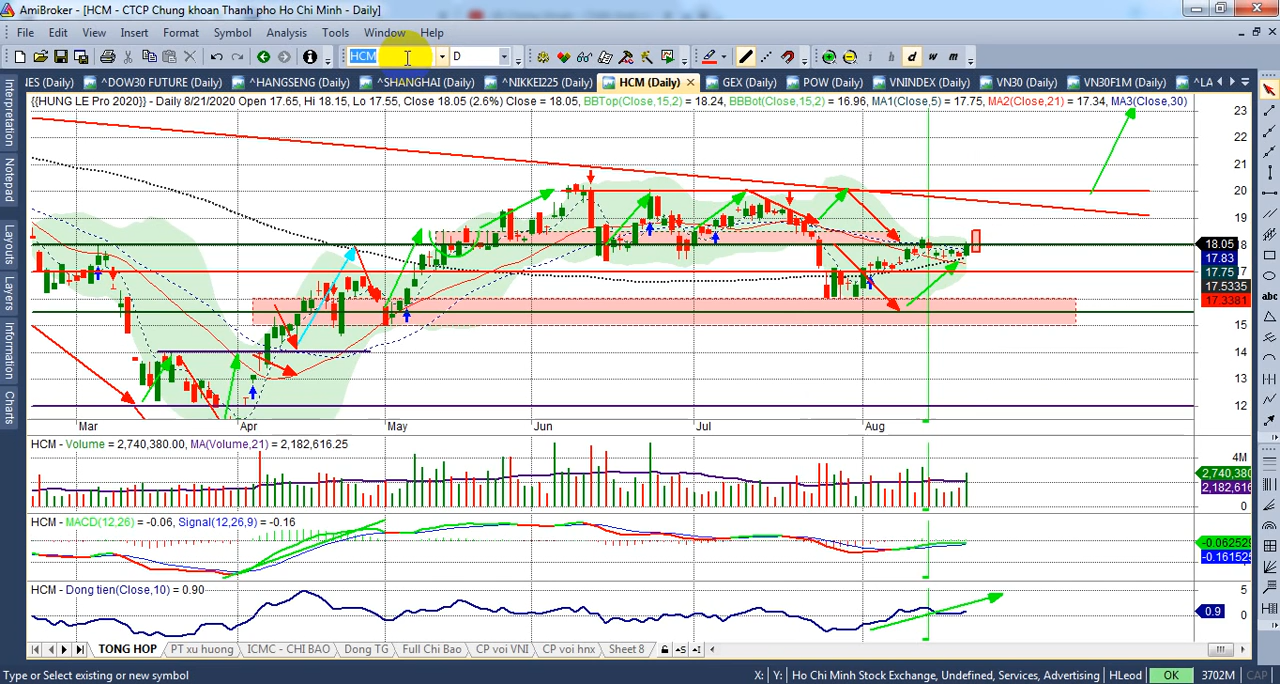 AmiBroker - [HCM - CTCP Chung khoan Thanh pho Ho Chi Minh - Daily]
File Edit View Insert Format Symbol Analysis Tools Window Help
HCM D i h d w m
IES (Daily) ^DOW30 FUTURE (Daily) ^HANGSENG (Daily) ^SHANGHAI (Daily) ^NIKKEI225 (Daily) HCM (Daily) GEX (Daily) POW (Daily) VNINDEX (Daily) VN30 (Daily) VN30F1M (Daily) ^LA
{{HUNG LE Pro 2020}} - Daily 8/21/2020 Open 17.65, Hi 18.15, Lo 17.55, Close 18.05 (2.6%) Close = 18.05, BBTop(Close,15,2) = 18.24, BBBot(Close,15,2) = 16.96, MA1(Close,5) = 17.75, MA2(Close,21) = 17.34, MA3(Close,30)
Interpretation
Notepad
Layouts
Layers
Information
Charts
23
22
21
20
19
18.05 18
17.83
17.75 17
17.5335
17.3381
15
14
13
12
abc
Mar Apr May Jun Jul Aug
HCM - Volume = 2,740,380.00, MA(Volume,21) = 2,182,616.25
4M
2,740,380
2,182,616
HCM - MACD(12,26) = -0.06, Signal(12,26,9) = -0.16
-0.062529
-0.161525
HCM - Dong tien(Close,10) = 0.90
5
0.9 0
TONG HOP PT xu huong ICMC - CHI BAO Dong TG Full Chi Bao CP voi VNI CP voi hnx Sheet 8
Type or Select existing or new symbol X: Y: Ho Chi Minh Stock Exchange, Undefined, Services, Advertising HLeod OK 3702M CAP